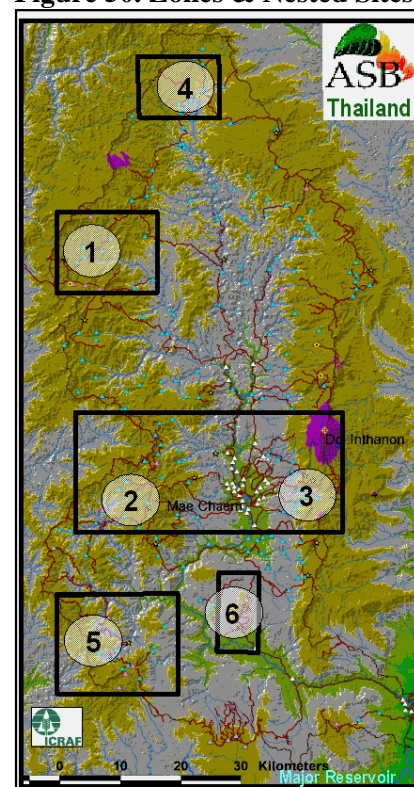 Figure 30. Zones & Nested Sites
ASB
Thailand
4
1
Do Inthanon
2
Mae Chaem
3
6
5
ICRAF
0 10 20 30 Kilometers
Major Reservoir